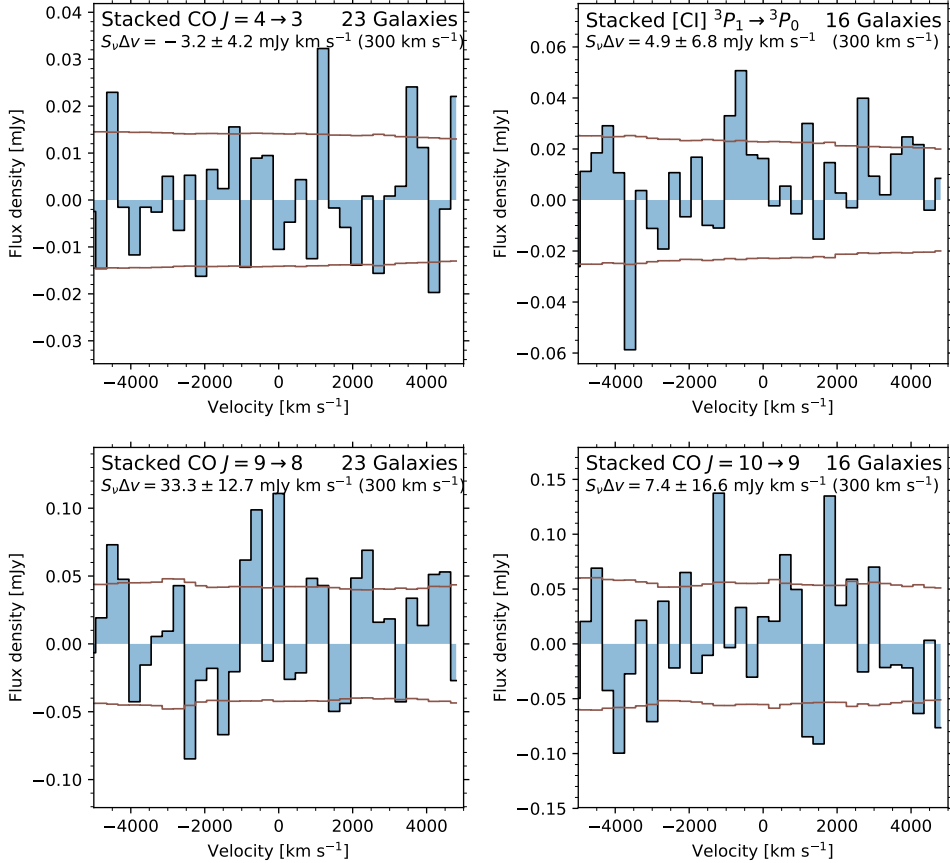 Stacked CO J = 4 → 3 23 Galaxies
SνΔv = − 3.2 ± 4.2 mJy km s⁻¹ (300 km s⁻¹)
0.04
0.03
0.02
0.01
0.00
−0.01
−0.02
−0.03
Flux density [mJy]
−4000 −2000 0 2000 4000
Velocity [km s⁻¹]
Stacked [CI] ³P₁ → ³P₀ 16 Galaxies
SνΔv = 4.9 ± 6.8 mJy km s⁻¹ (300 km s⁻¹)
0.06
0.04
0.02
0.00
−0.02
−0.04
−0.06
Flux density [mJy]
−4000 −2000 0 2000 4000
Velocity [km s⁻¹]
Stacked CO J = 9 → 8 23 Galaxies
SνΔv = 33.3 ± 12.7 mJy km s⁻¹ (300 km s⁻¹)
0.10
0.05
0.00
−0.05
−0.10
Flux density [mJy]
−4000 −2000 0 2000 4000
Velocity [km s⁻¹]
Stacked CO J = 10 → 9 16 Galaxies
SνΔv = 7.4 ± 16.6 mJy km s⁻¹ (300 km s⁻¹)
0.15
0.10
0.05
0.00
−0.05
−0.10
−0.15
Flux density [mJy]
−4000 −2000 0 2000 4000
Velocity [km s⁻¹]